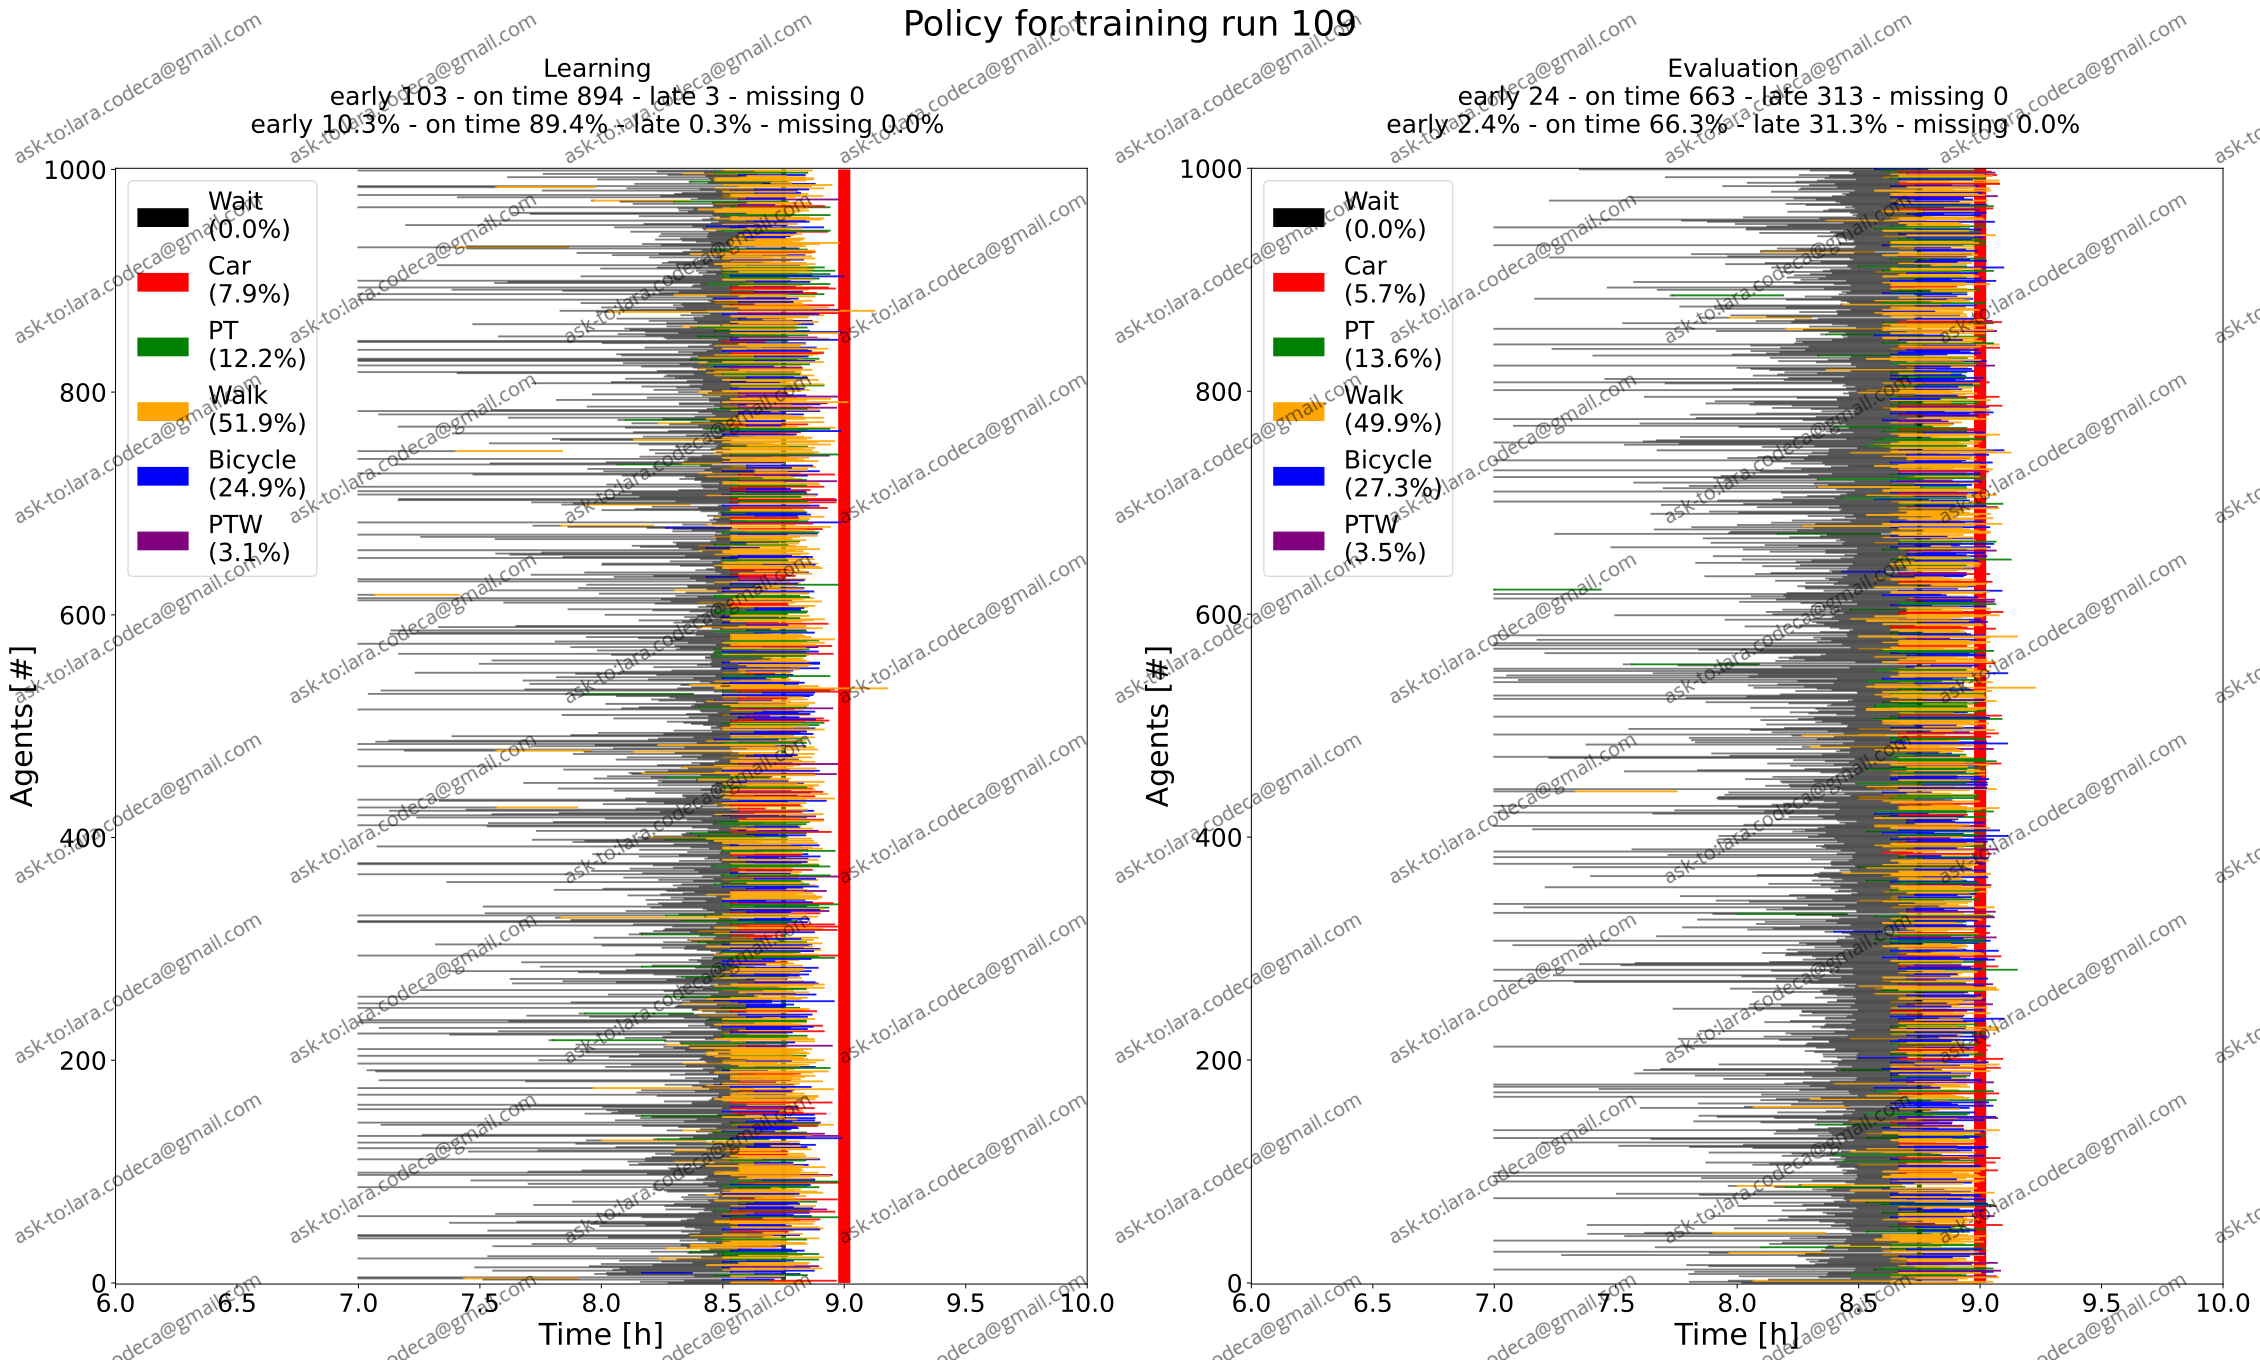 Policy for training run 109
Learning
early 103 - on time 894 - late 3 - missing 0
early 10.3% - on time 89.4% - late 0.3% - missing 0.0%
1000
800
600
400
200
0
Agents [#]
Wait
(0.0%)
Car
(7.9%)
PT
(12.2%)
Walk
(51.9%)
Bicycle
(24.9%)
PTW
(3.1%)
6.0 6.5 7.0 7.5 8.0 8.5 9.0 9.5 10.0
Time [h]
Evaluation
early 24 - on time 663 - late 313 - missing 0
early 2.4% - on time 66.3% - late 31.3% - missing 0.0%
1000
800
600
400
200
0
Agents [#]
Wait
(0.0%)
Car
(5.7%)
PT
(13.6%)
Walk
(49.9%)
Bicycle
(27.3%)
PTW
(3.5%)
6.0 6.5 7.0 7.5 8.0 8.5 9.0 9.5 10.0
Time [h]
ask-to:lara.codeca@gmail.com